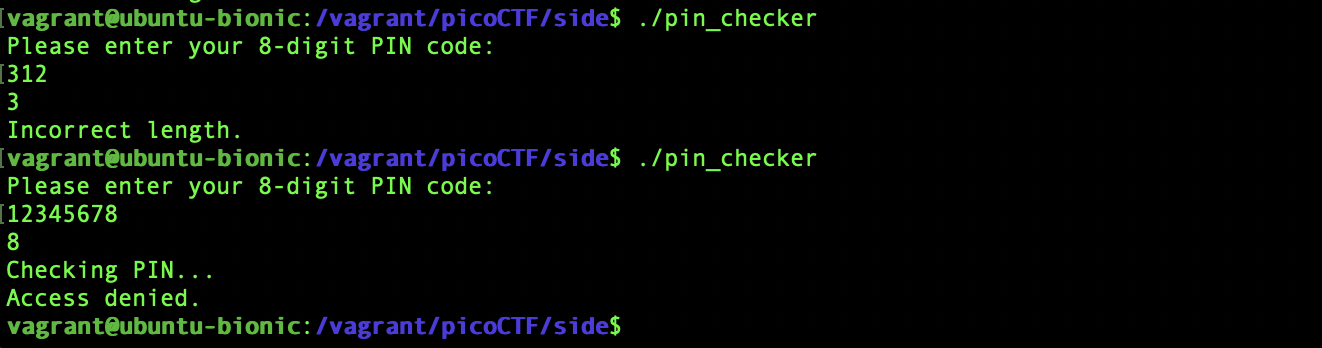 [vagrant@ubuntu-bionic:/vagrant/picoCTF/side$ ./pin_checker
Please enter your 8-digit PIN code:
[312
3
Incorrect length.
[vagrant@ubuntu-bionic:/vagrant/picoCTF/side$ ./pin_checker
Please enter your 8-digit PIN code:
[12345678
8
Checking PIN...
Access denied.
vagrant@ubuntu-bionic:/vagrant/picoCTF/side$